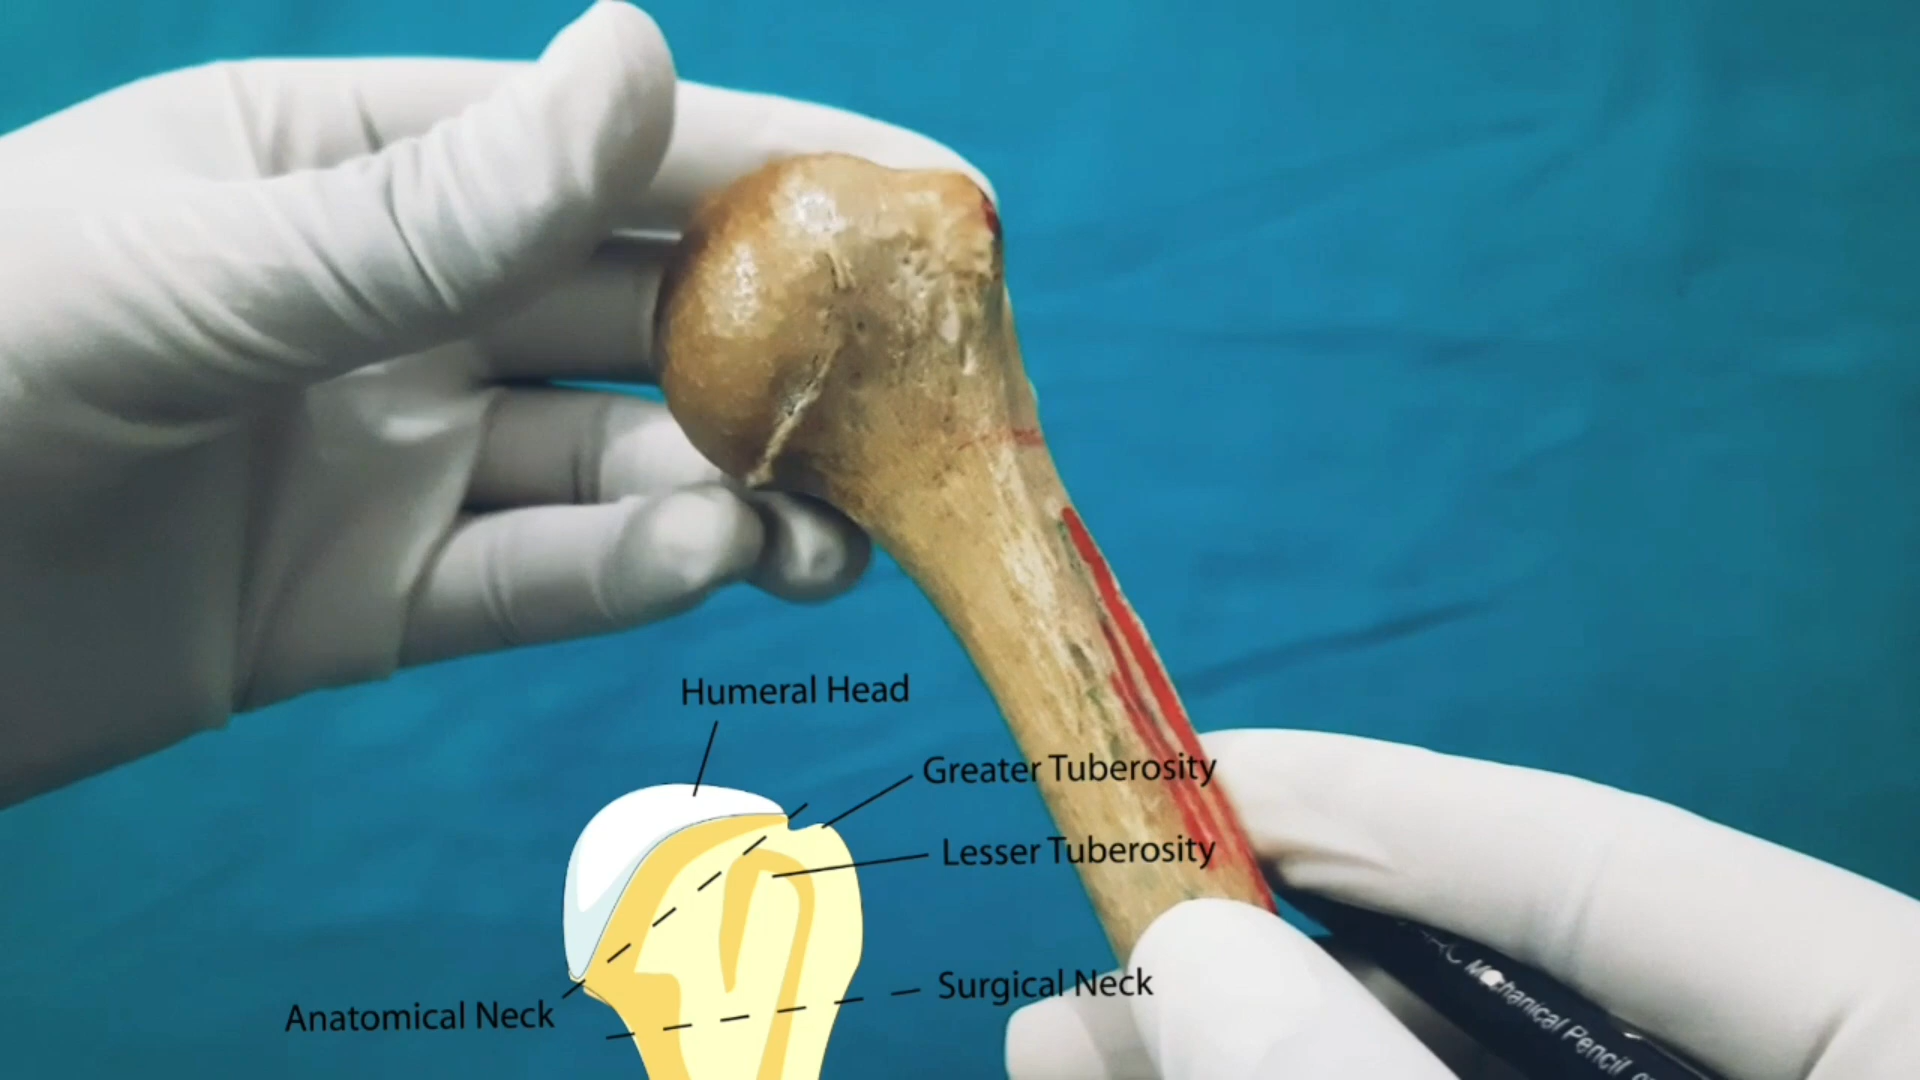 Humeral Head
Greater Tuberosity
Lesser Tuberosity
Surgical Neck
Anatomical Neck
Mechanical Pencil